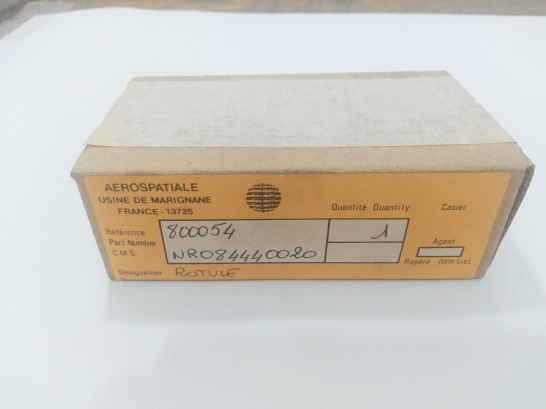 AEROSPATIALE
USINE DE MARIGNANE
FRANCE - 13725
Quantité Quantity
Casier
Référence
Part Number
C.M.S.
800054
NR084440020
1
Agent
Repère Item List
Désignation ROTULE